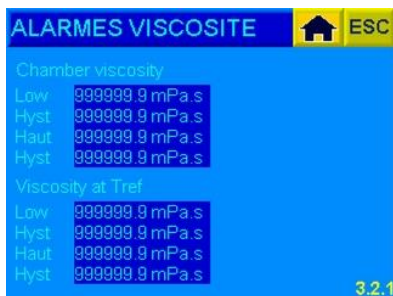 ALARMES VISCOSITE ESC
Chamber viscosity
Low 999999.9 mPa.s
Hyst 999999.9 mPa.s
Haut 999999.9 mPa.s
Hyst 999999.9 mPa.s
Viscosity at Tref
Low 999999.9 mPa.s
Hyst 999999.9 mPa.s
Haut 999999.9 mPa.s
Hyst 999999.9 mPa.s
3.2.1